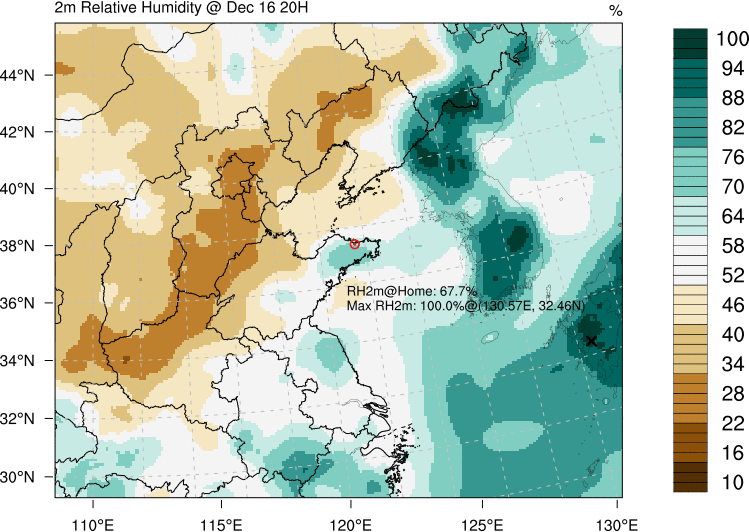 2m Relative Humidity @ Dec 16 20H
%
44°N
42°N
40°N
38°N
36°N
34°N
32°N
30°N
110°E
115°E
120°E
125°E
130°E
RH2m@Home: 67.7%
Max RH2m: 100.0%@(130.57E, 32.46N)
100
94
88
82
76
70
64
58
52
46
40
34
28
22
16
10